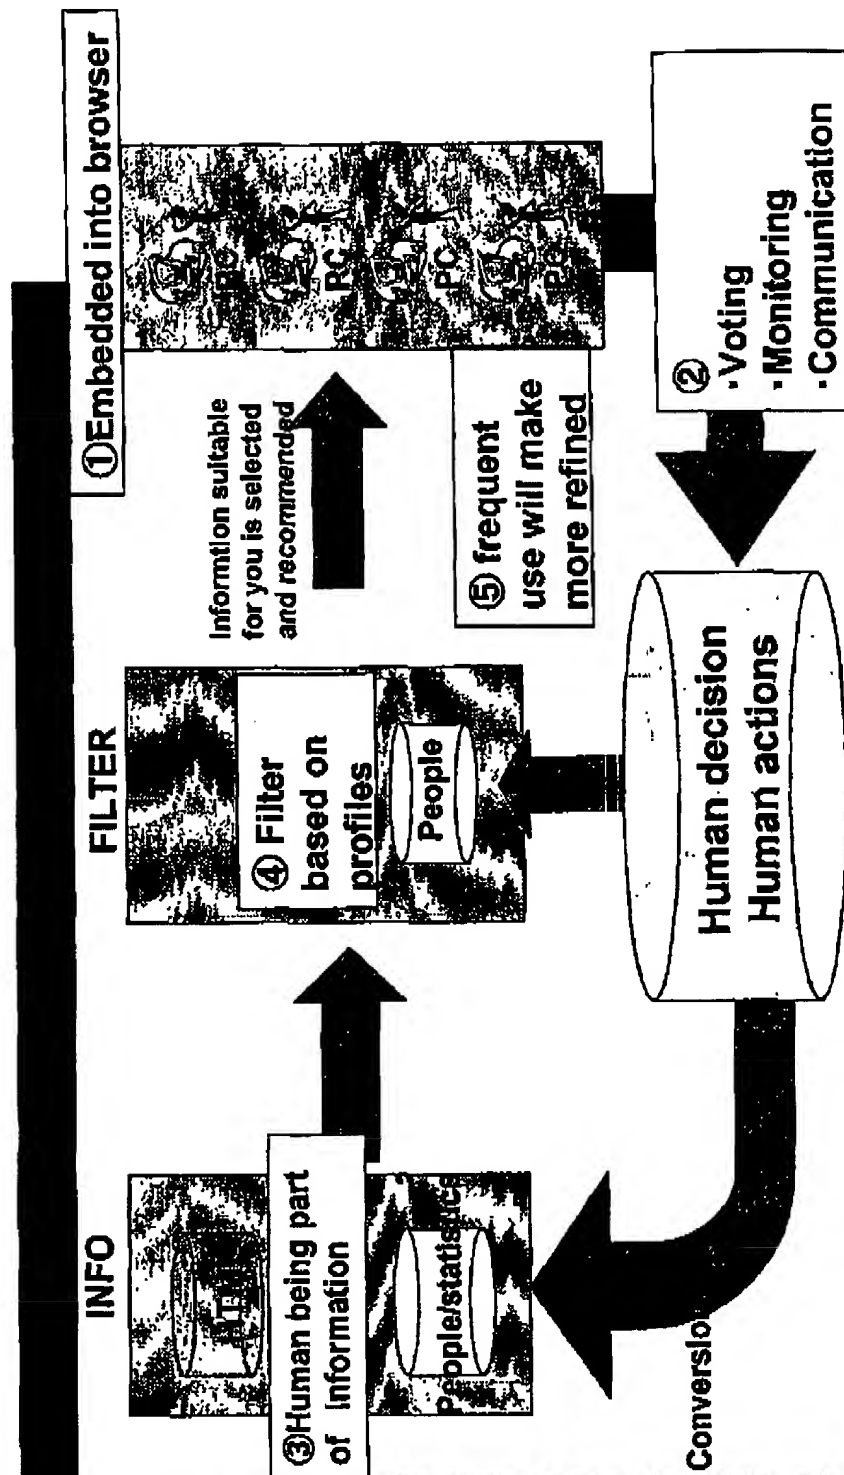 INFO
FILTER
①Embedded into browser
③Human being part
of Information
People/statistics
④ Filter
based on
profiles
People
Informtion suitable
for you is selected
and recommended
PC
PC
PC
PC
⑤ frequent
use will make
more refined
②
・Voting
・Monitoring
・Communication
Human decision
Human actions
Conversio